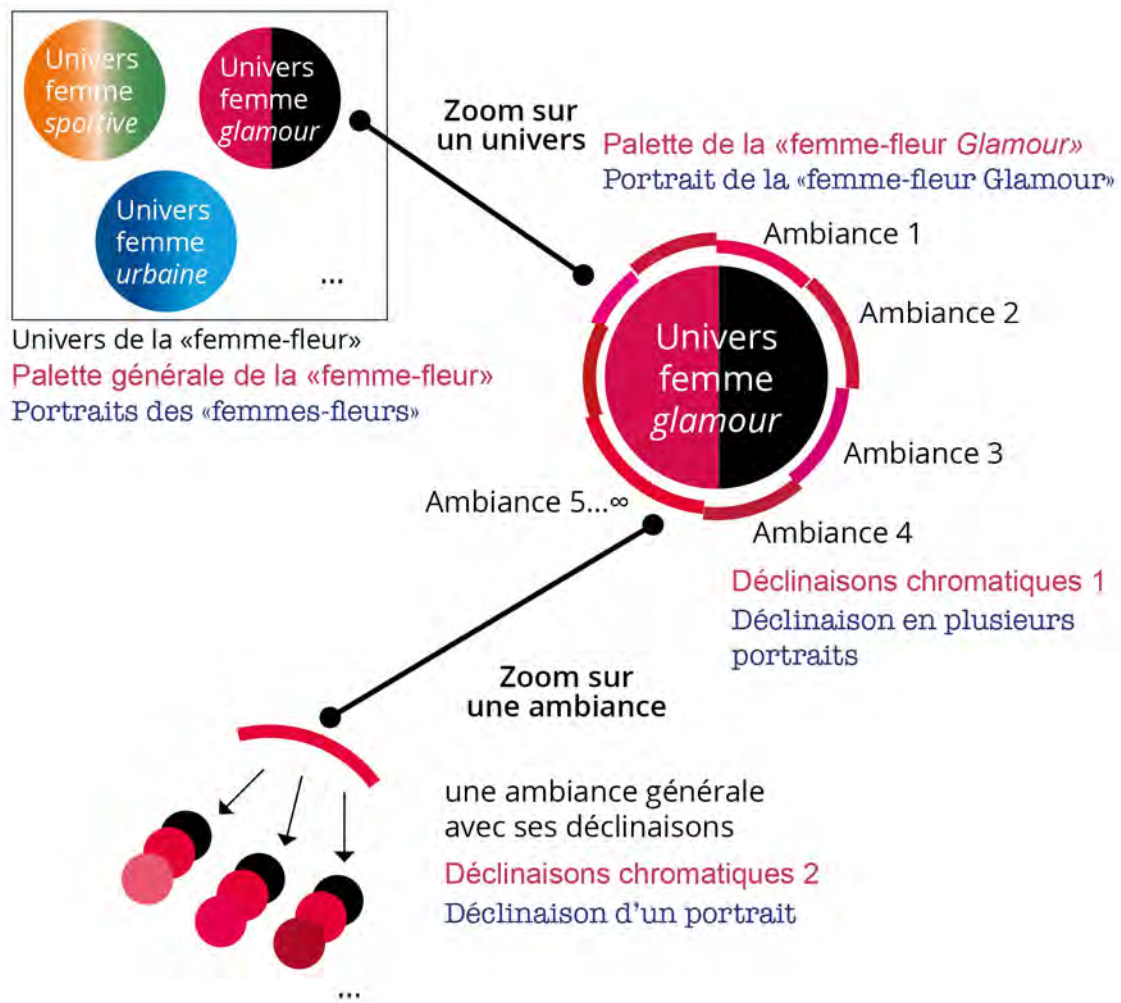 Univers
femme
sportive
Univers
femme
glamour
Univers
femme
urbaine
...
Univers de la «femme-fleur»
Palette générale de la «femme-fleur»
Portraits des «femmes-fleurs»
Zoom sur
un univers
Palette de la «femme-fleur Glamour»
Portrait de la «femme-fleur Glamour»
Ambiance 1
Ambiance 2
Univers
femme
glamour
Ambiance 3
Ambiance 4
Ambiance 5...∞
Déclinaisons chromatiques 1
Déclinaison en plusieurs
portraits
Zoom sur
une ambiance
une ambiance générale
avec ses déclinaisons
Déclinaisons chromatiques 2
Déclinaison d'un portrait
...